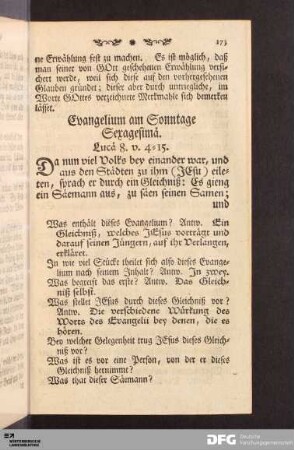 273
ne Erwählung fest zu machen. Es ist möglich, daß
man seiner von GOtt geschehenen Erwählung versi-
chert werde, weil sich diese auf den vorhergesehenen
Glauben gründet; dieser aber durch untrügliche, im
Worte GOttes verzeichnete Merkmahle sich bemerken
lässet.
Evangelium am Sonntage
Sexagesimä.
Lucä 8. v. 4-15.
Da nun viel Volks bey einander war, und
aus den Städten zu ihm (JEsu) eile-
ten, sprach er durch ein Gleichniß: Es gieng
ein Säemann aus, zu säen seinen Samen;
und
Was enthält dieses Evangelium? Antw. Ein
Gleichniß, welches JEsus vorträgt und
darauf seinen Jüngern, auf ihr Verlangen,
erkläret.
In wie viel Stücke theilet sich also dieses Evange-
lium nach seinem Inhalt? Antw. In zwey.
Was begreift das erste? Antw. Das Gleich-
niß selbst.
Was stellet JEsus durch dieses Gleichniß vor?
Antw. Die verschiedene Würkung des
Worts des Evangelii bey denen, die es
hören.
Bey welcher Gelegenheit trug JEsus dieses Gleich-
niß vor?
Was ist es vor eine Person, von der er dieses
Gleichniß hernimmt?
Was that dieser Säemann?
WÜRTTEMBERGISCHE
LANDESBIBLIOTHEK
DFG Deutsche
Forschungsgemeinschaft